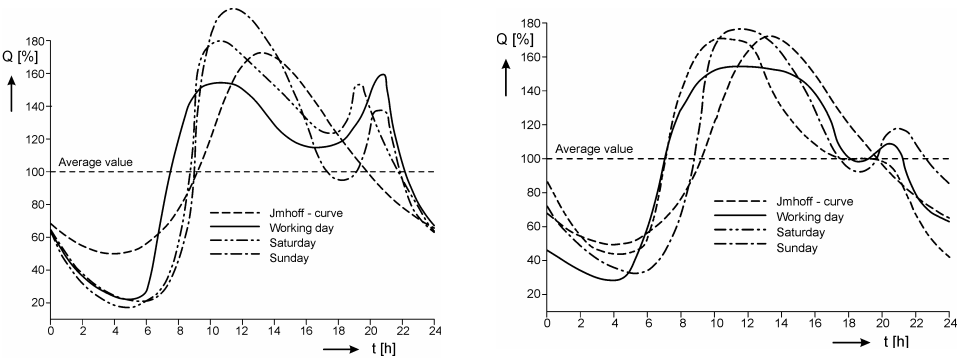 Q [%]
180
160
140
120
100
80
60
40
20
Average value
Jmhoff - curve
Working day
Saturday
Sunday
0 2 4 6 8 10 12 14 16 18 20 22 24
t [h]
Q [%]
180
160
140
120
100
80
60
40
20
Average value
Jmhoff - curve
Working day
Saturday
Sunday
0 2 4 6 8 10 12 14 16 18 20 22 24
t [h]